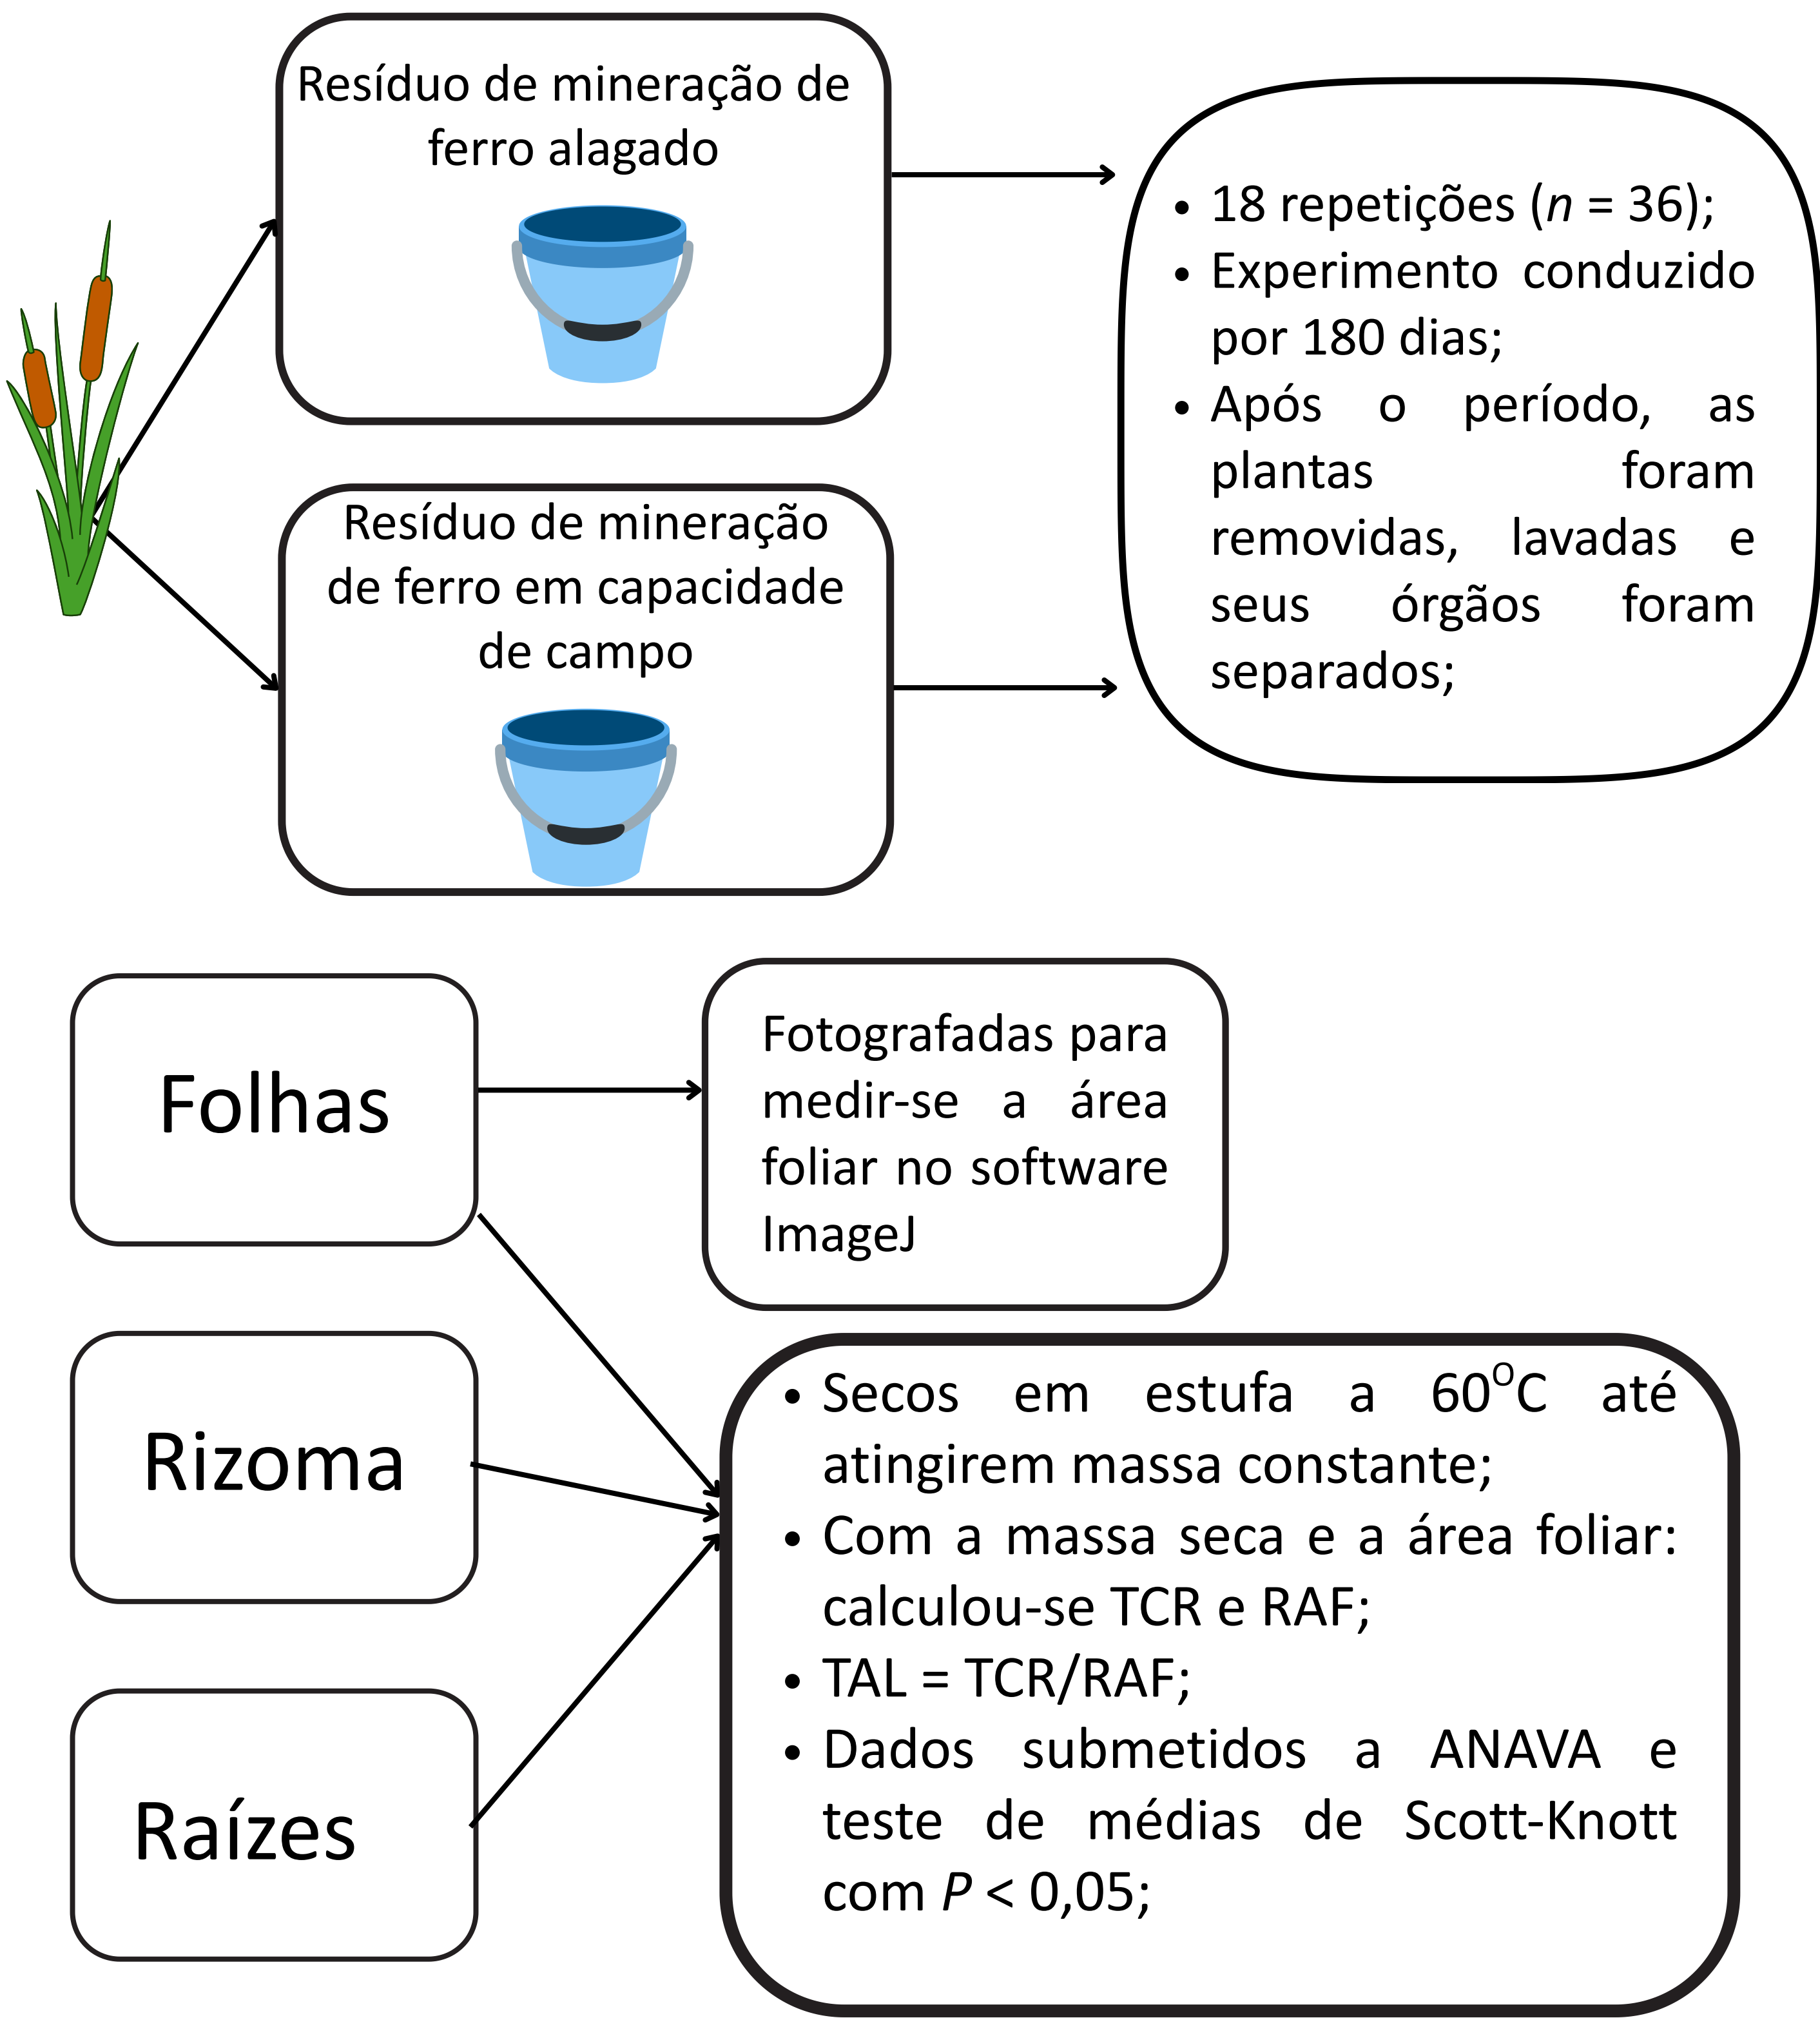 Resíduo de mineração de
ferro alagado
Resíduo de mineração
de ferro em capacidade
de campo
• 18 repetições (n = 36);
• Experimento conduzido
por 180 dias;
• Após o período, as
plantas foram
removidas, lavadas e
seus órgãos foram
separados;
Folhas
Fotografadas para
medir-se a área
foliar no software
ImageJ
Rizoma
Raízes
• Secos em estufa a 60ºC até
atingirem massa constante;
• Com a massa seca e a área foliar:
calculou-se TCR e RAF;
• TAL = TCR/RAF;
• Dados submetidos a ANAVA e
teste de médias de Scott-Knott
com P < 0,05;